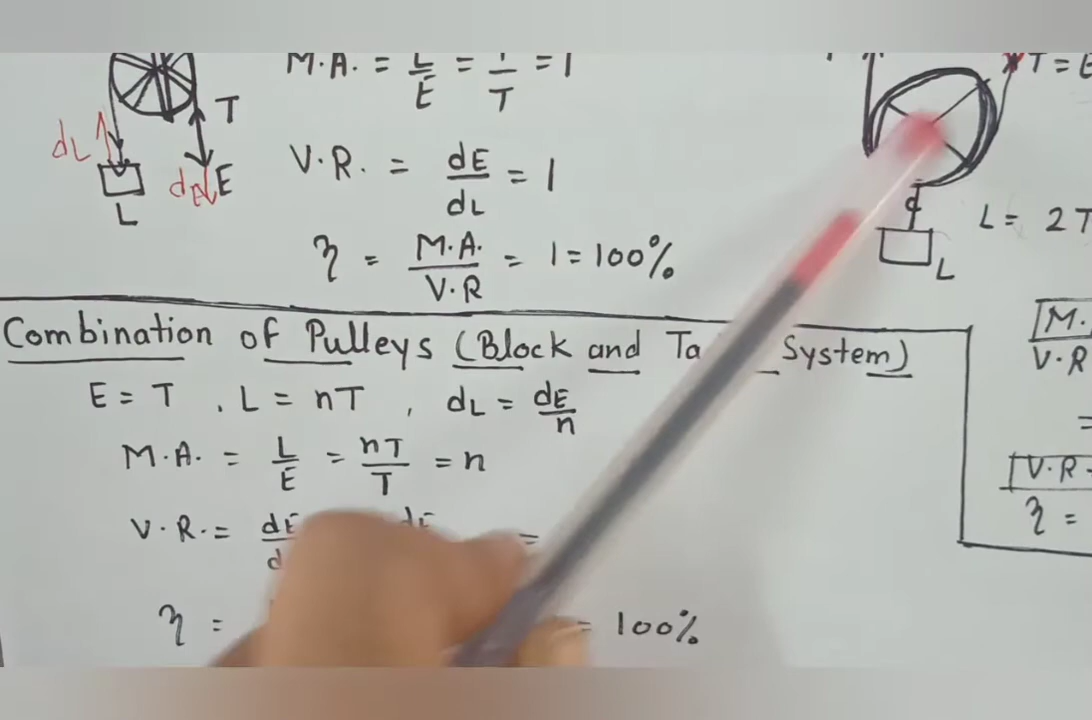 M.A. = L/E = 1/T = 1
dL
T
V.R. = dE/dL = 1
E
L
η = M.A./V.R = 1 = 100%
T = E
L = 2T
L
M.
V.R
=
V.R
η =
Combination of Pulleys (Block and System)
E = T , L = nT , dL = dE/n
M.A. = L/E = nT/T = n
V.R. = dE =
η = = 100%